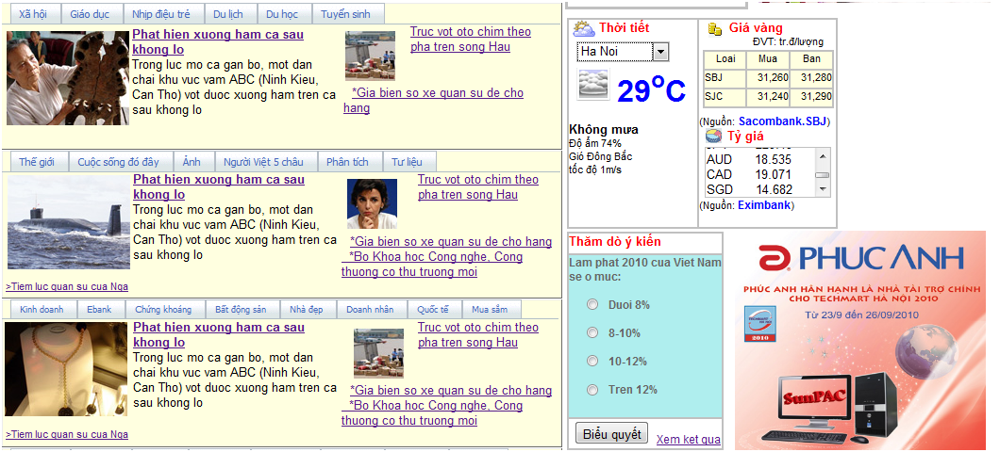 Xã hội Giáo dục Nhịp điệu trẻ Du lịch Du học Tuyển sinh
Phat hien xuong ham ca sau
khong lo
Trong luc mo ca gan bo, mot dan
chai khu vuc vam ABC (Ninh Kieu,
Can Tho) vot duoc xuong ham tren ca
sau khong lo
Truc vot oto chim theo
pha tren song Hau
*Gia bien so xe quan su de cho
hang
Thế giới Cuộc sống đó đây Ảnh Người Việt 5 châu Phân tích Tư liệu
Phat hien xuong ham ca sau
khong lo
Trong luc mo ca gan bo, mot dan
chai khu vuc vam ABC (Ninh Kieu,
Can Tho) vot duoc xuong ham tren ca
sau khong lo
>Tiem luc quan su cua Nga
Truc vot oto chim theo
pha tren song Hau
*Gia bien so xe quan su de cho hang
*Bo Khoa hoc Cong nghe, Cong
thuong co thu truong moi
Kinh doanh Ebank Chứng khoáng Bất động sản Nhà đẹp Doanh nhân Quốc tế Mua sắm
Phat hien xuong ham ca sau
khong lo
Trong luc mo ca gan bo, mot dan
chai khu vuc vam ABC (Ninh Kieu,
Can Tho) vot duoc xuong ham tren ca
sau khong lo
>Tiem luc quan su cua Nga
Truc vot oto chim theo
pha tren song Hau
*Gia bien so xe quan su de cho hang
*Bo Khoa hoc Cong nghe, Cong
thuong co thu truong moi
Thời tiết
Ha Noi
29°C
Không mưa
Độ ẩm 74%
Gió Đông Bắc
tốc độ 1m/s
Giá vàng
ĐVT: tr.đ/lượng
Loai Mua Ban
SBJ 31,260 31,280
SJC 31,240 31,290
(Nguồn: Sacombank.SBJ)
Tỷ giá
AUD 18.535
CAD 19.071
SGD 14.682
(Nguồn: Eximbank)
Thăm dò ý kiến
Lam phat 2010 cua Viet Nam
se o muc:
Duoi 8%
8-10%
10-12%
Tren 12%
Biểu quyết Xem ket qua
PHUC ANH
PHÚC ANH HÂN HẠNH LÀ NHÀ TÀI TRỢ CHÍNH
CHO TECHMART HÀ NỘI 2010
Từ 23/9 đến 26/09/2010
TECHMART
2010
SunPAC